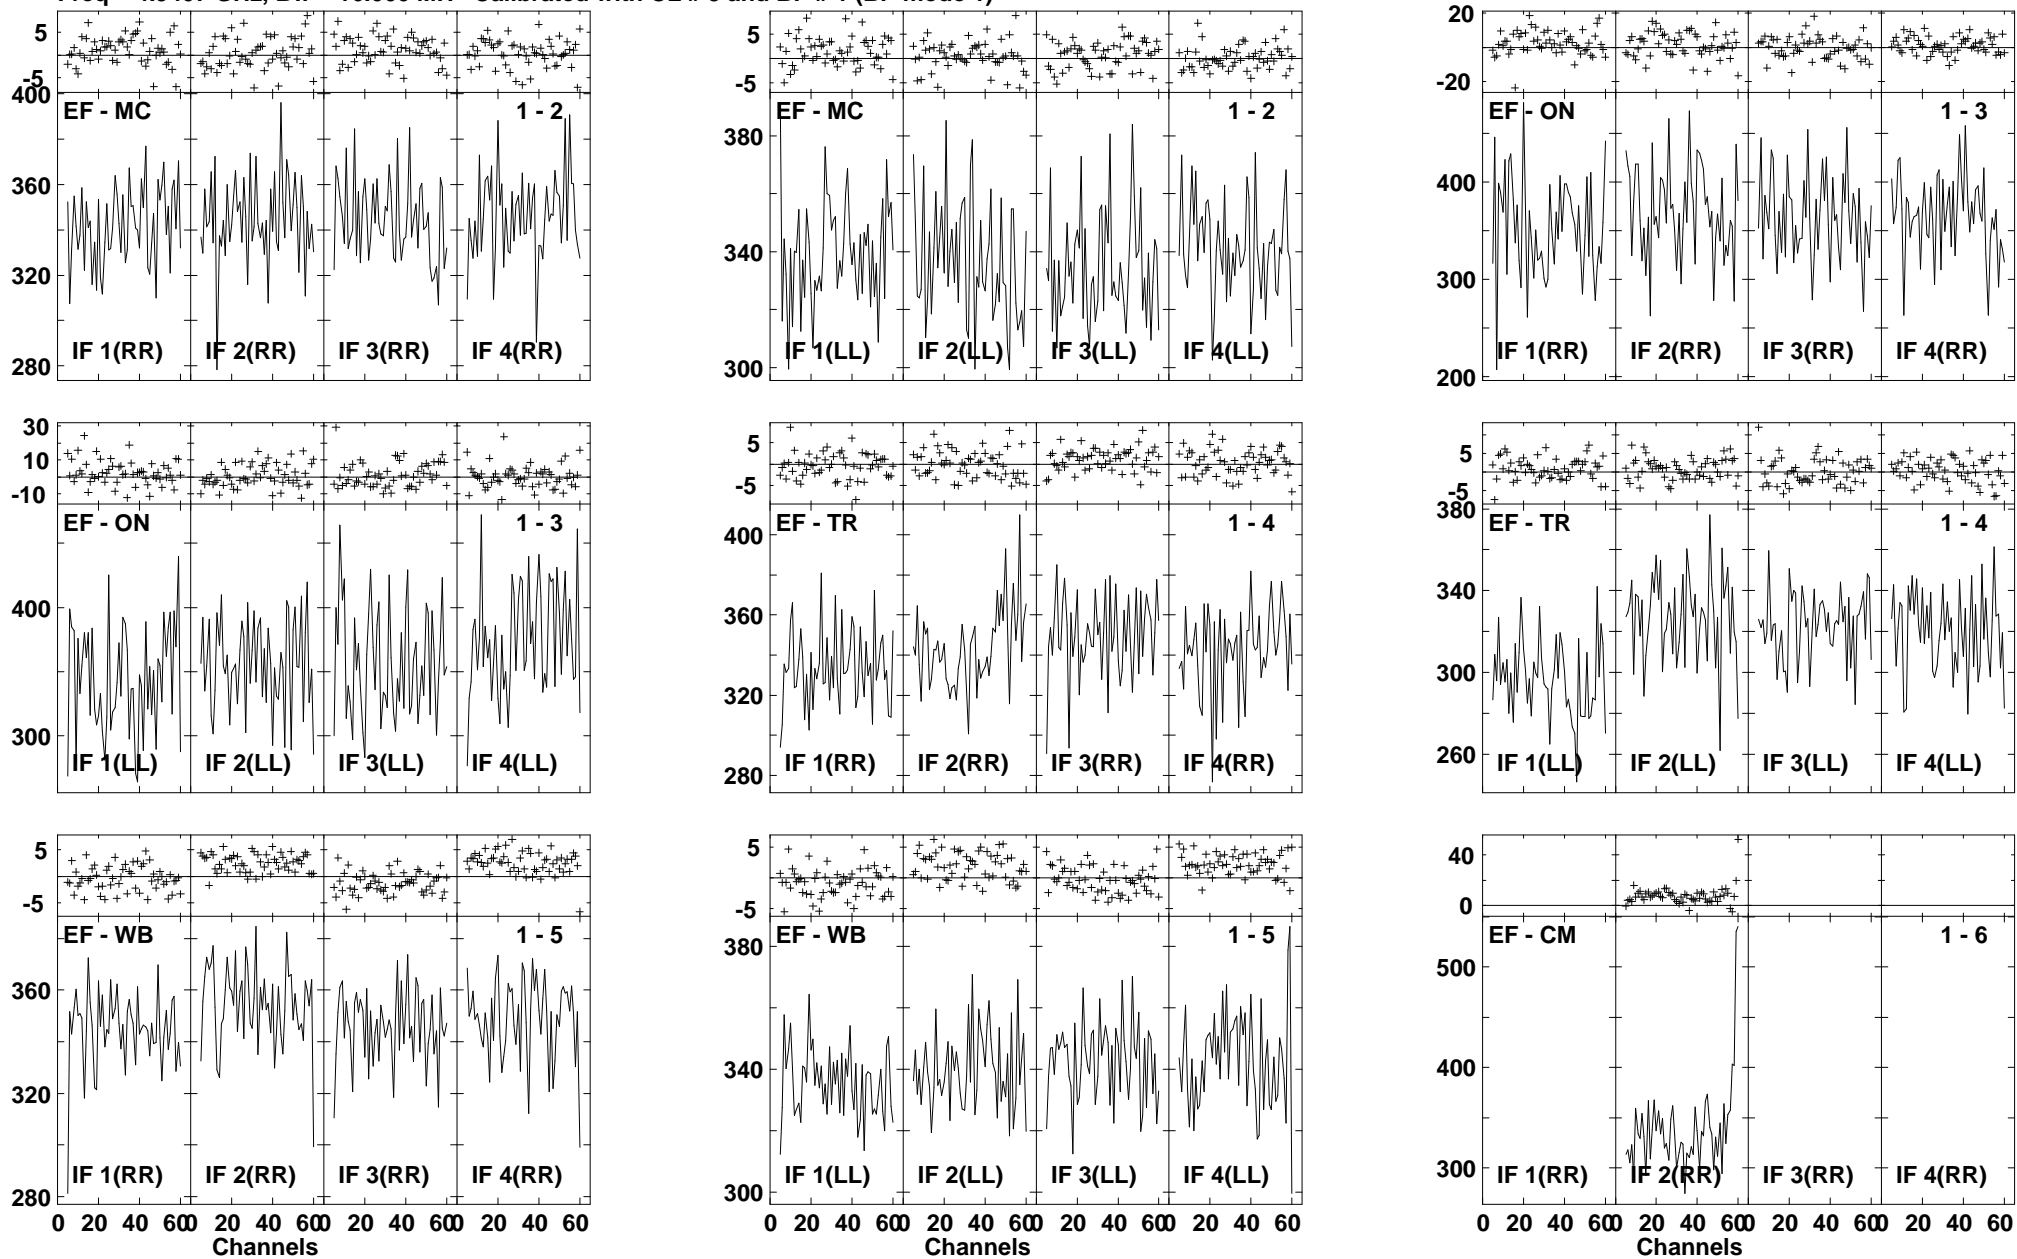 5
-5
400
EF - MC
1 - 2
360
320
280
IF 1(RR) IF 2(RR) IF 3(RR) IF 4(RR)
5
-5
EF - MC
1 - 2
380
340
300
IF 1(LL) IF 2(LL) IF 3(LL) IF 4(LL)
20
-20
EF - ON
1 - 3
400
300
200
IF 1(RR) IF 2(RR) IF 3(RR) IF 4(RR)
30
10
-10
EF - ON
1 - 3
400
300
IF 1(LL) IF 2(LL) IF 3(LL) IF 4(LL)
5
-5
EF - TR
1 - 4
400
360
320
280
IF 1(RR) IF 2(RR) IF 3(RR) IF 4(RR)
5
-5
380
EF - TR
1 - 4
340
300
260
IF 1(LL) IF 2(LL) IF 3(LL) IF 4(LL)
5
-5
EF - WB
1 - 5
360
320
280
IF 1(RR) IF 2(RR) IF 3(RR) IF 4(RR)
0 20 40 60 0 20 40 60 0 20 40 60 0 20 40 60
Channels
5
-5
EF - WB
1 - 5
380
340
300
IF 1(LL) IF 2(LL) IF 3(LL) IF 4(LL)
0 20 40 60 0 20 40 60 0 20 40 60 0 20 40 60
Channels
40
0
EF - CM
1 - 6
500
400
300
IF 1(RR) IF 2(RR) IF 3(RR) IF 4(RR)
0 20 40 60 0 20 40 60 0 20 40 60 0 20 40 60
Channels